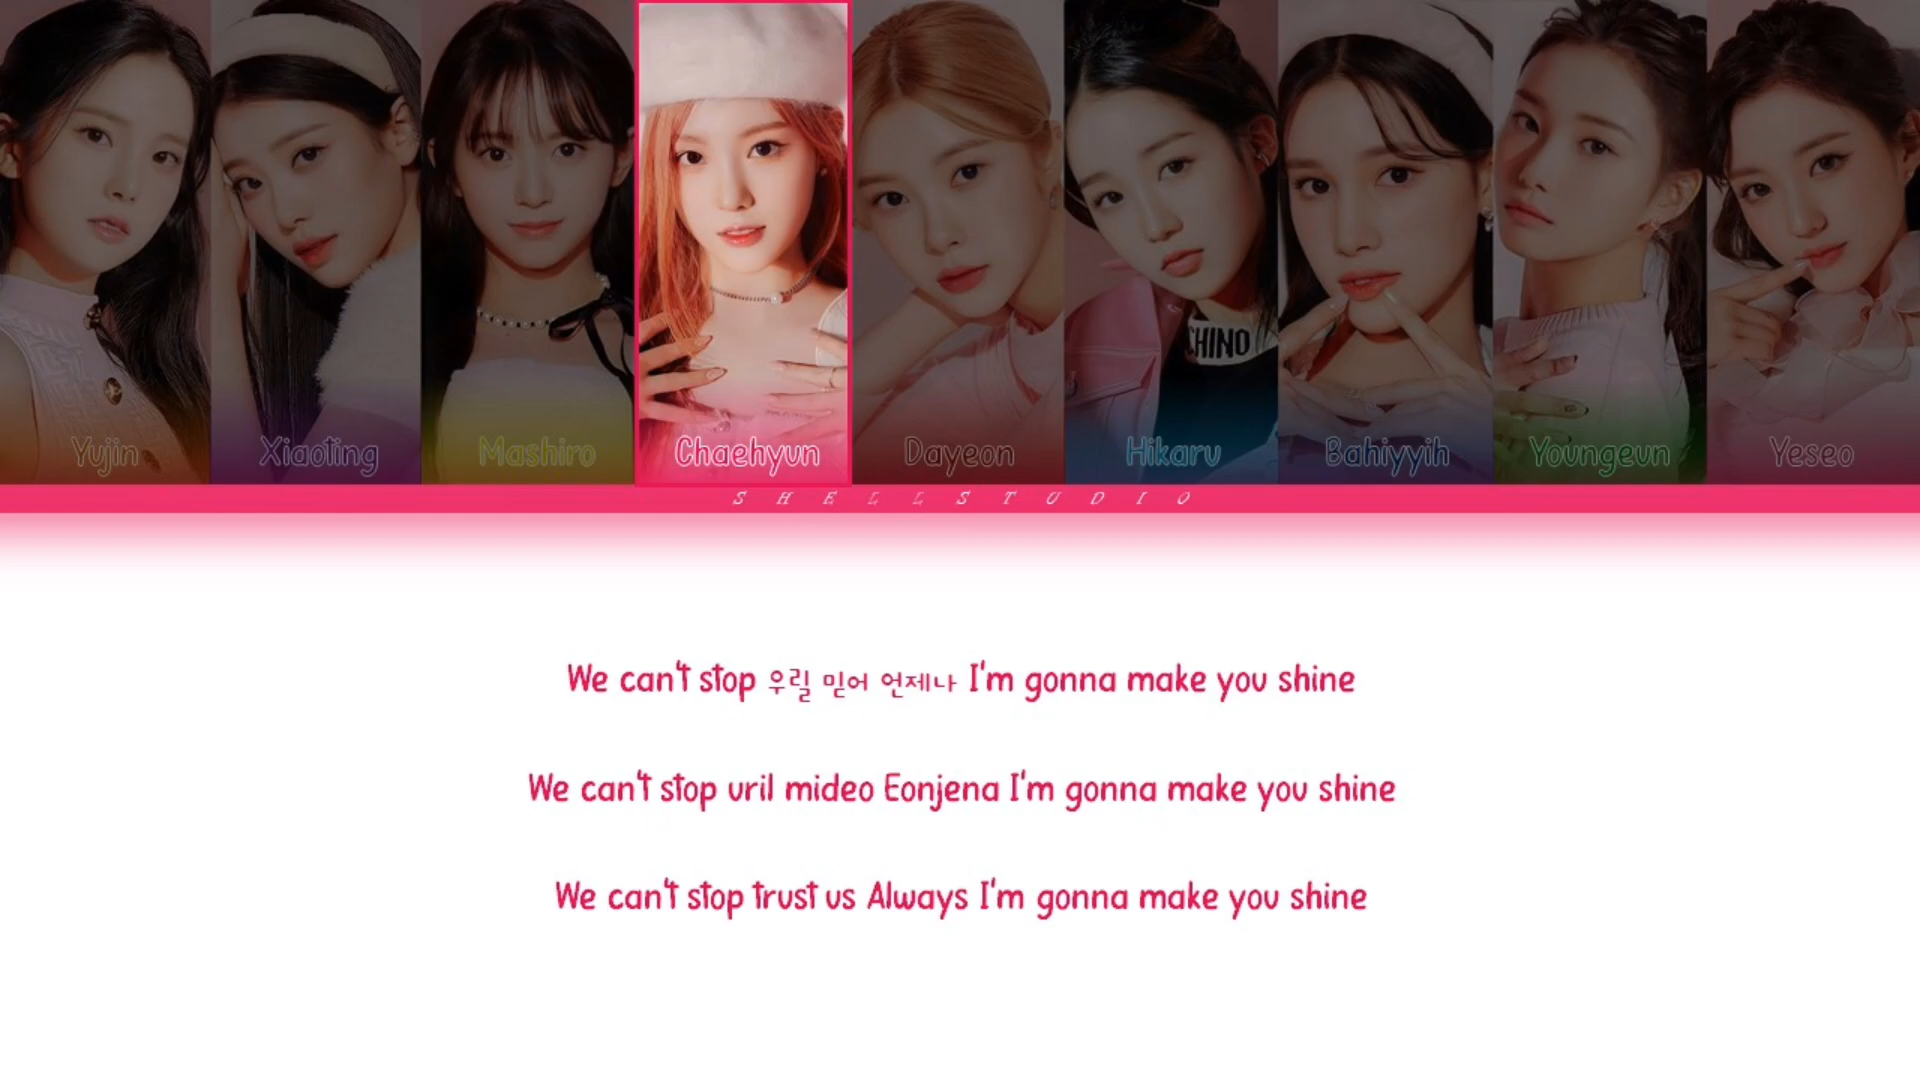 CHINO
Yujin Xiaoting Mashiro Chaehyun Dayeon Hikaru Bahiyyih Youngeun Yeseo
SHELLSTUDIO
We can't stop 우릴 믿어 언제나 I'm gonna make you shine
We can't stop uril mideo Eonjena I'm gonna make you shine
We can't stop trust us Always I'm gonna make you shine